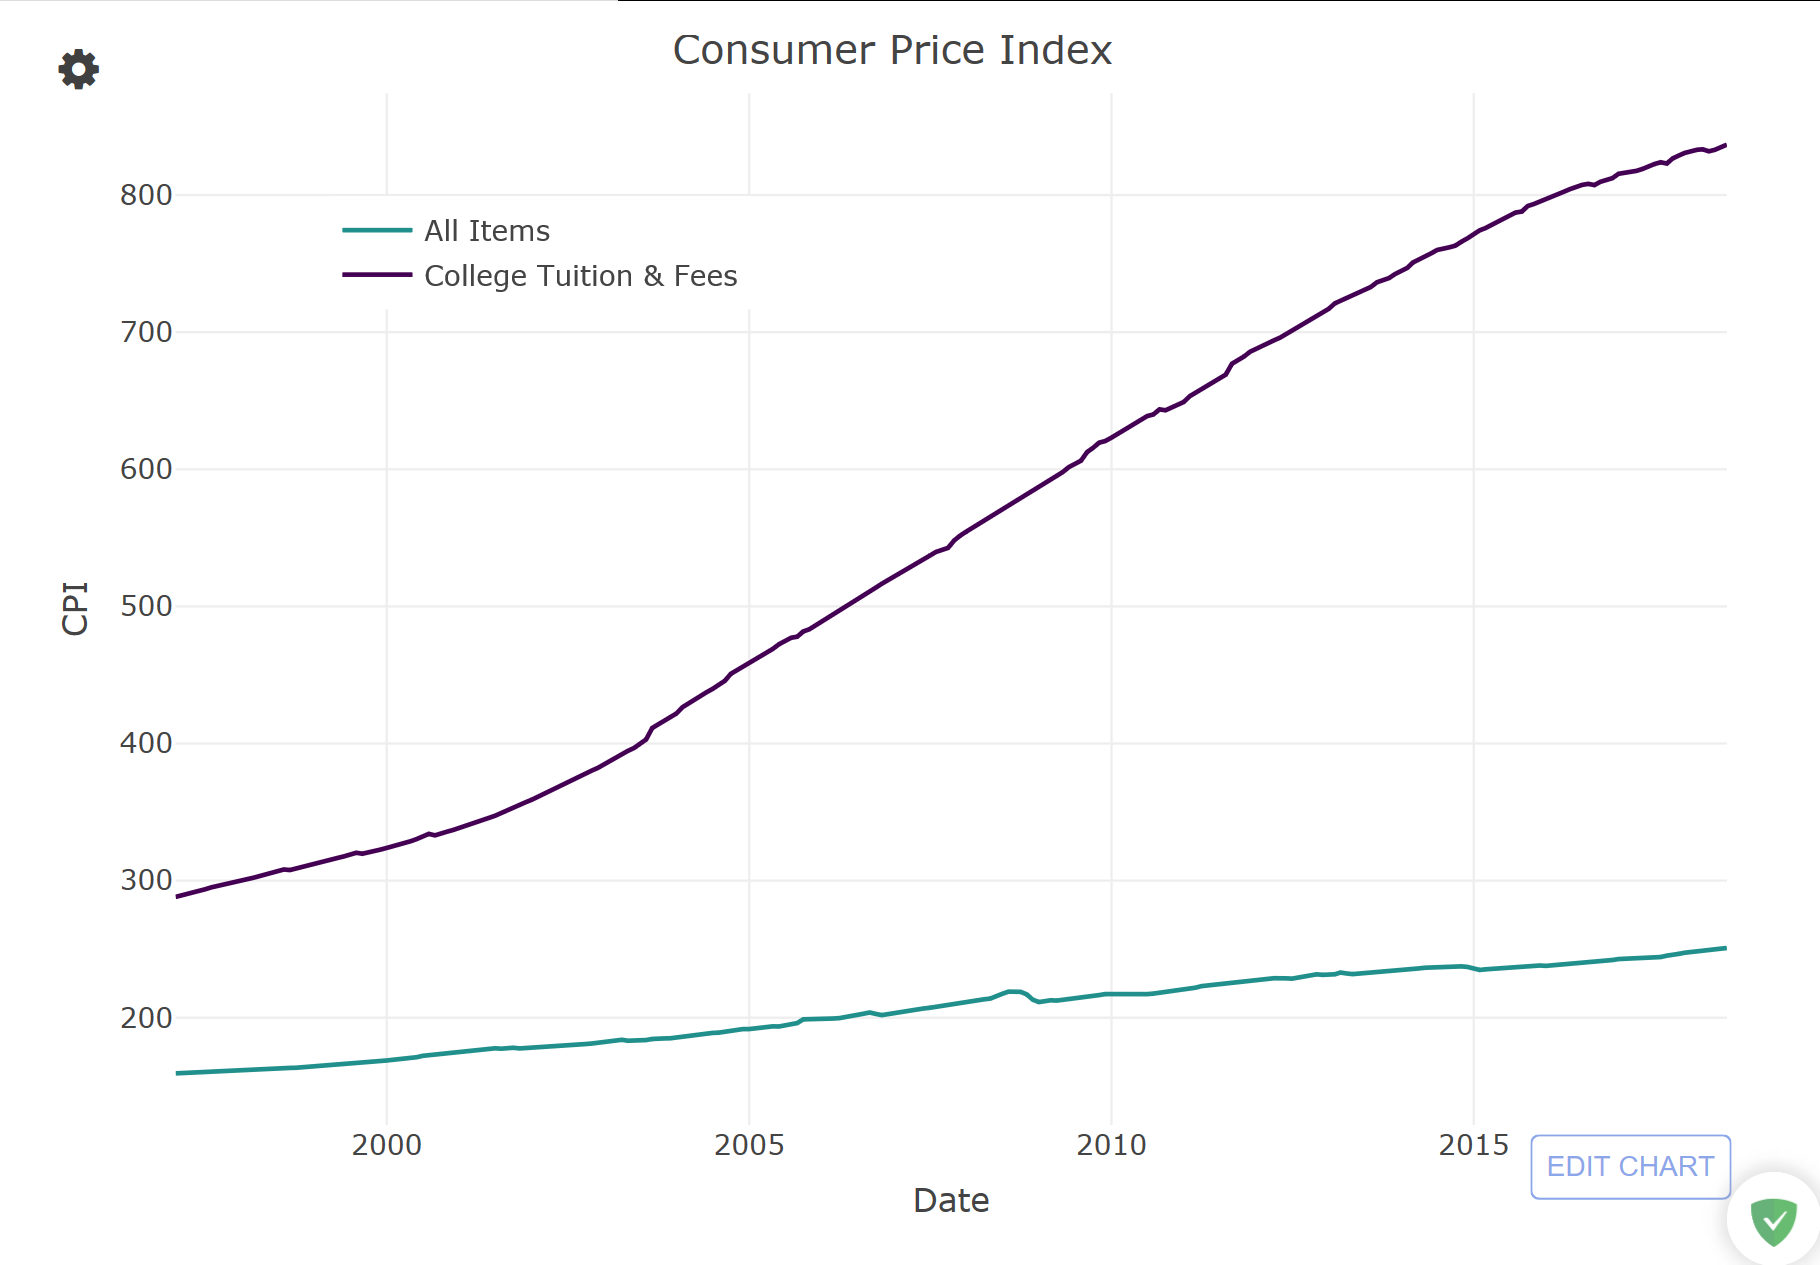 Consumer Price Index
All Items
College Tuition & Fees
800
700
600
500
400
300
200
CPI
2000 2005 2010 2015
EDIT CHART
Date